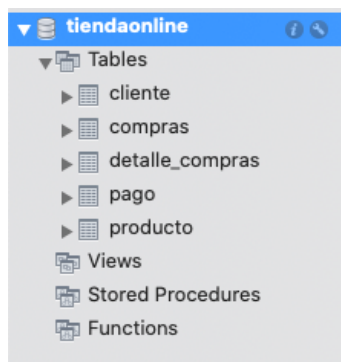 tiendaonline
Tables
cliente
compras
detalle_compras
pago
producto
Views
Stored Procedures
Functions